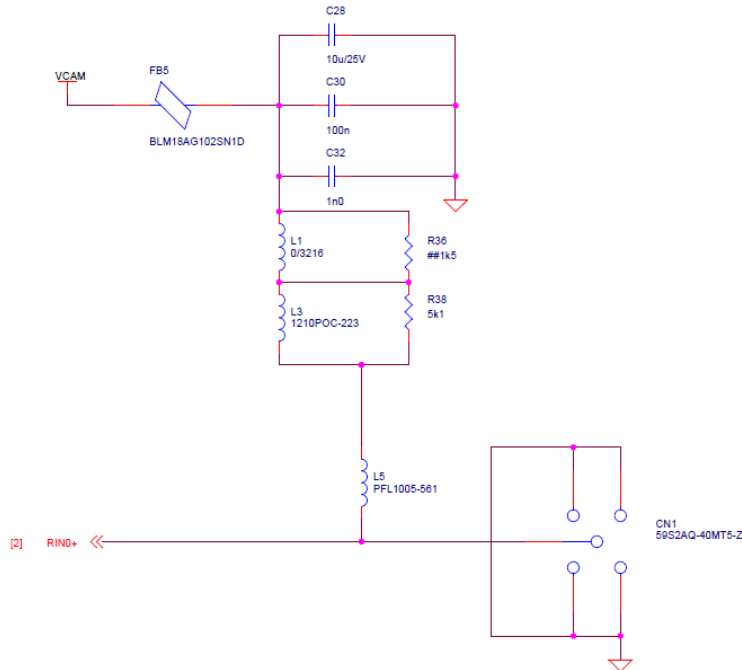 C28
10u/25V
VCAM
FB5
BLM18AG102SN1D
C30
100n
C32
1n0
L1
0/3216
R36
##1k5
L3
1210POC-223
R38
5k1
L5
PFL1005-561
[2] RIN0+
CN1
59S2AQ-40MT5-Z